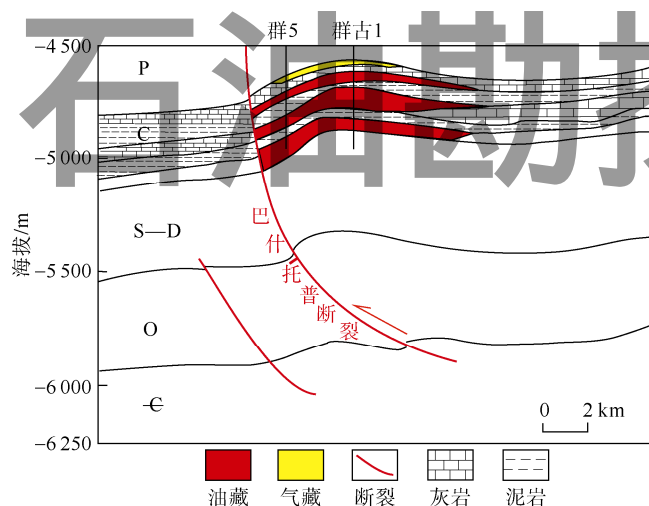 石油勘探
群5 群古1
-4 500
P
C
-5 000
海拔/m
S—D
巴什托普断裂
-5 500
O
-6 000
-C
0 2 km
-6 250
油藏 气藏 断裂 灰岩 泥岩